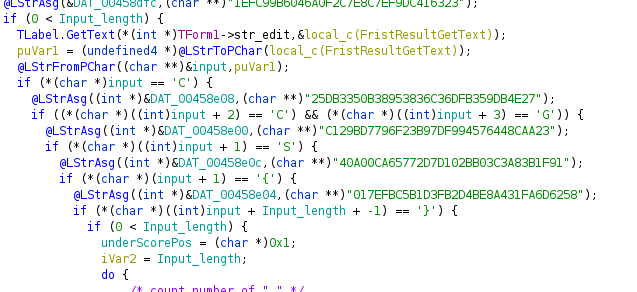 @LStrAsg(&DAT_00458dfc,(char **)"1EFC99B6046A0F2C7E8C7EF9DC416323");
if (0 < Input_length) {
TLabel.GetText(*(int *)TForm1->str_edit,&local_c(FristResultGetText));
puVar1 = (undefined4 *)@LStrToPChar(local_c(FristResultGetText));
@LStrFromPCHar((char **)&input,puVar1);
if (*(char *)input == 'C') {
@LStrAsg((int *)&DAT_00458e08,(char **)"25DB3350B38953836C36DFB359DB4E27");
if ((*(char *)((int)input + 2) == 'C') && (*(char *)((int)input + 3) == 'G')) {
@LStrAsg((int *)&DAT_00458e00,(char **)"C129BD7796F23B97DF994576448CAA23");
if (*(char *)((int)input + 1) == 'S') {
@LStrAsg((int *)&DAT_00458e0c,(char **)"40A00CA65772D7D102BB03C3A83B1F91");
if (*(char *)(input + 1) == '{') {
@LStrAsg((int *)&DAT_00458e04,(char **)"017EFBC5B1D3FB2D4BE8A431FA6D6258");
if (*(char *)((int)input + Input_length + -1) == '}') {
if (0 < Input_length) {
underScorePos = (char *)0x1;
iVar2 = Input_length;
do {
/* count number of "_" */